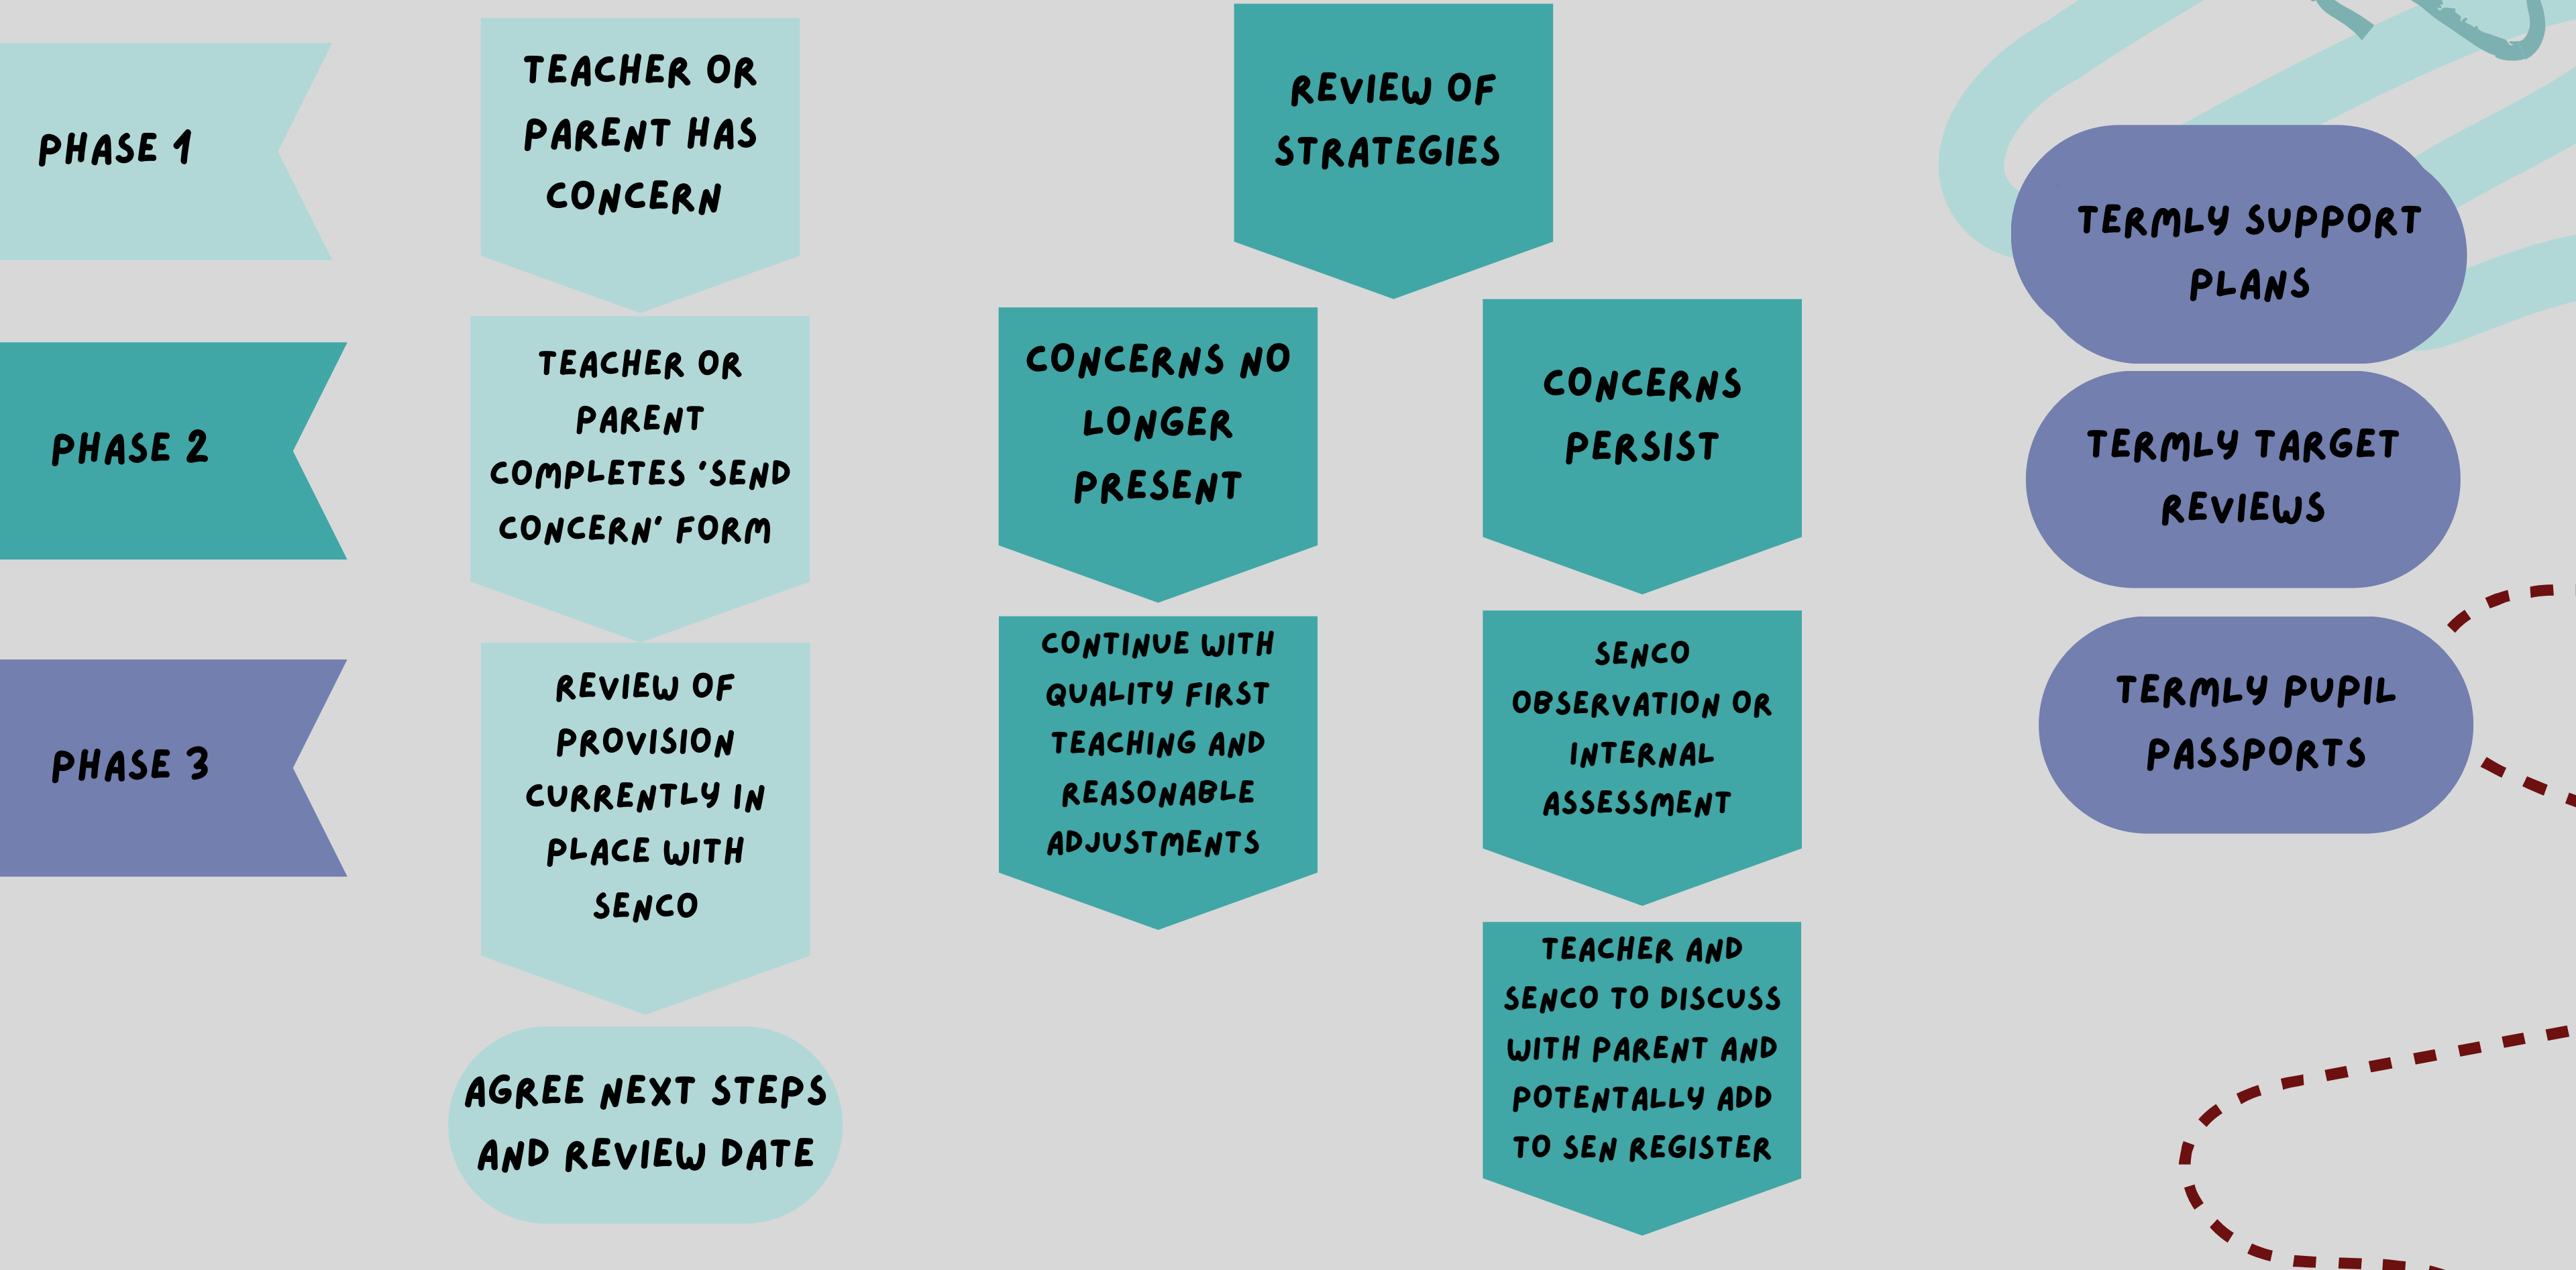 PHASE 1
PHASE 2
PHASE 3
TEACHER OR
PARENT HAS
CONCERN
TEACHER OR
PARENT
COMPLETES 'SEND
CONCERN' FORM
REVIEW OF
PROVISION
CURRENTLY IN
PLACE WITH
SENCO
AGREE NEXT STEPS
AND REVIEW DATE
REVIEW OF
STRATEGIES
CONCERNS NO
LONGER
PRESENT
CONTINUE WITH
QUALITY FIRST
TEACHING AND
REASONABLE
ADJUSTMENTS
CONCERNS
PERSIST
SENCO
OBSERVATION OR
INTERNAL
ASSESSMENT
TEACHER AND
SENCO TO DISCUSS
WITH PARENT AND
POTENTALLY ADD
TO SEN REGISTER
TERMLY SUPPORT
PLANS
TERMLY TARGET
REVIEWS
TERMLY PUPIL
PASSPORTS